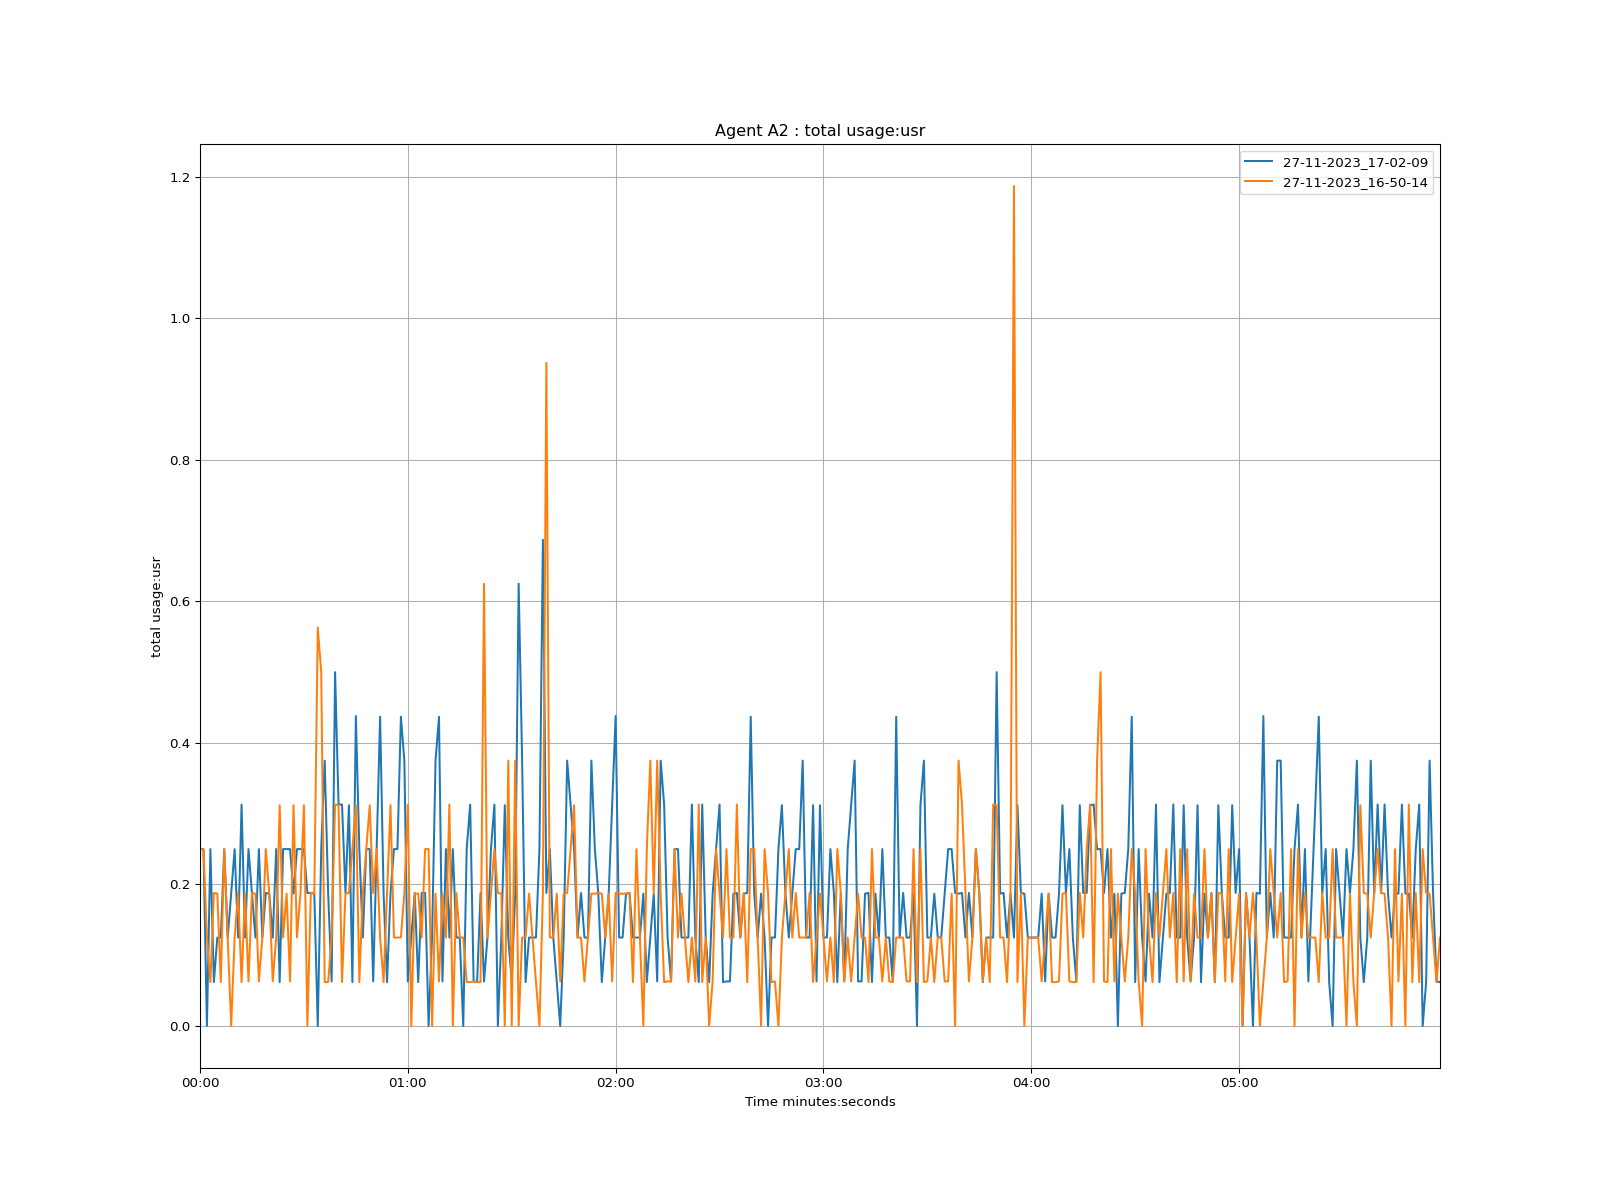 Agent A2 : total usage:usr
27-11-2023_17-02-09
27-11-2023_16-50-14
total usage:usr
1.2
1.0
0.8
0.6
0.4
0.2
0.0
00:00 01:00 02:00 03:00 04:00 05:00
Time minutes:seconds